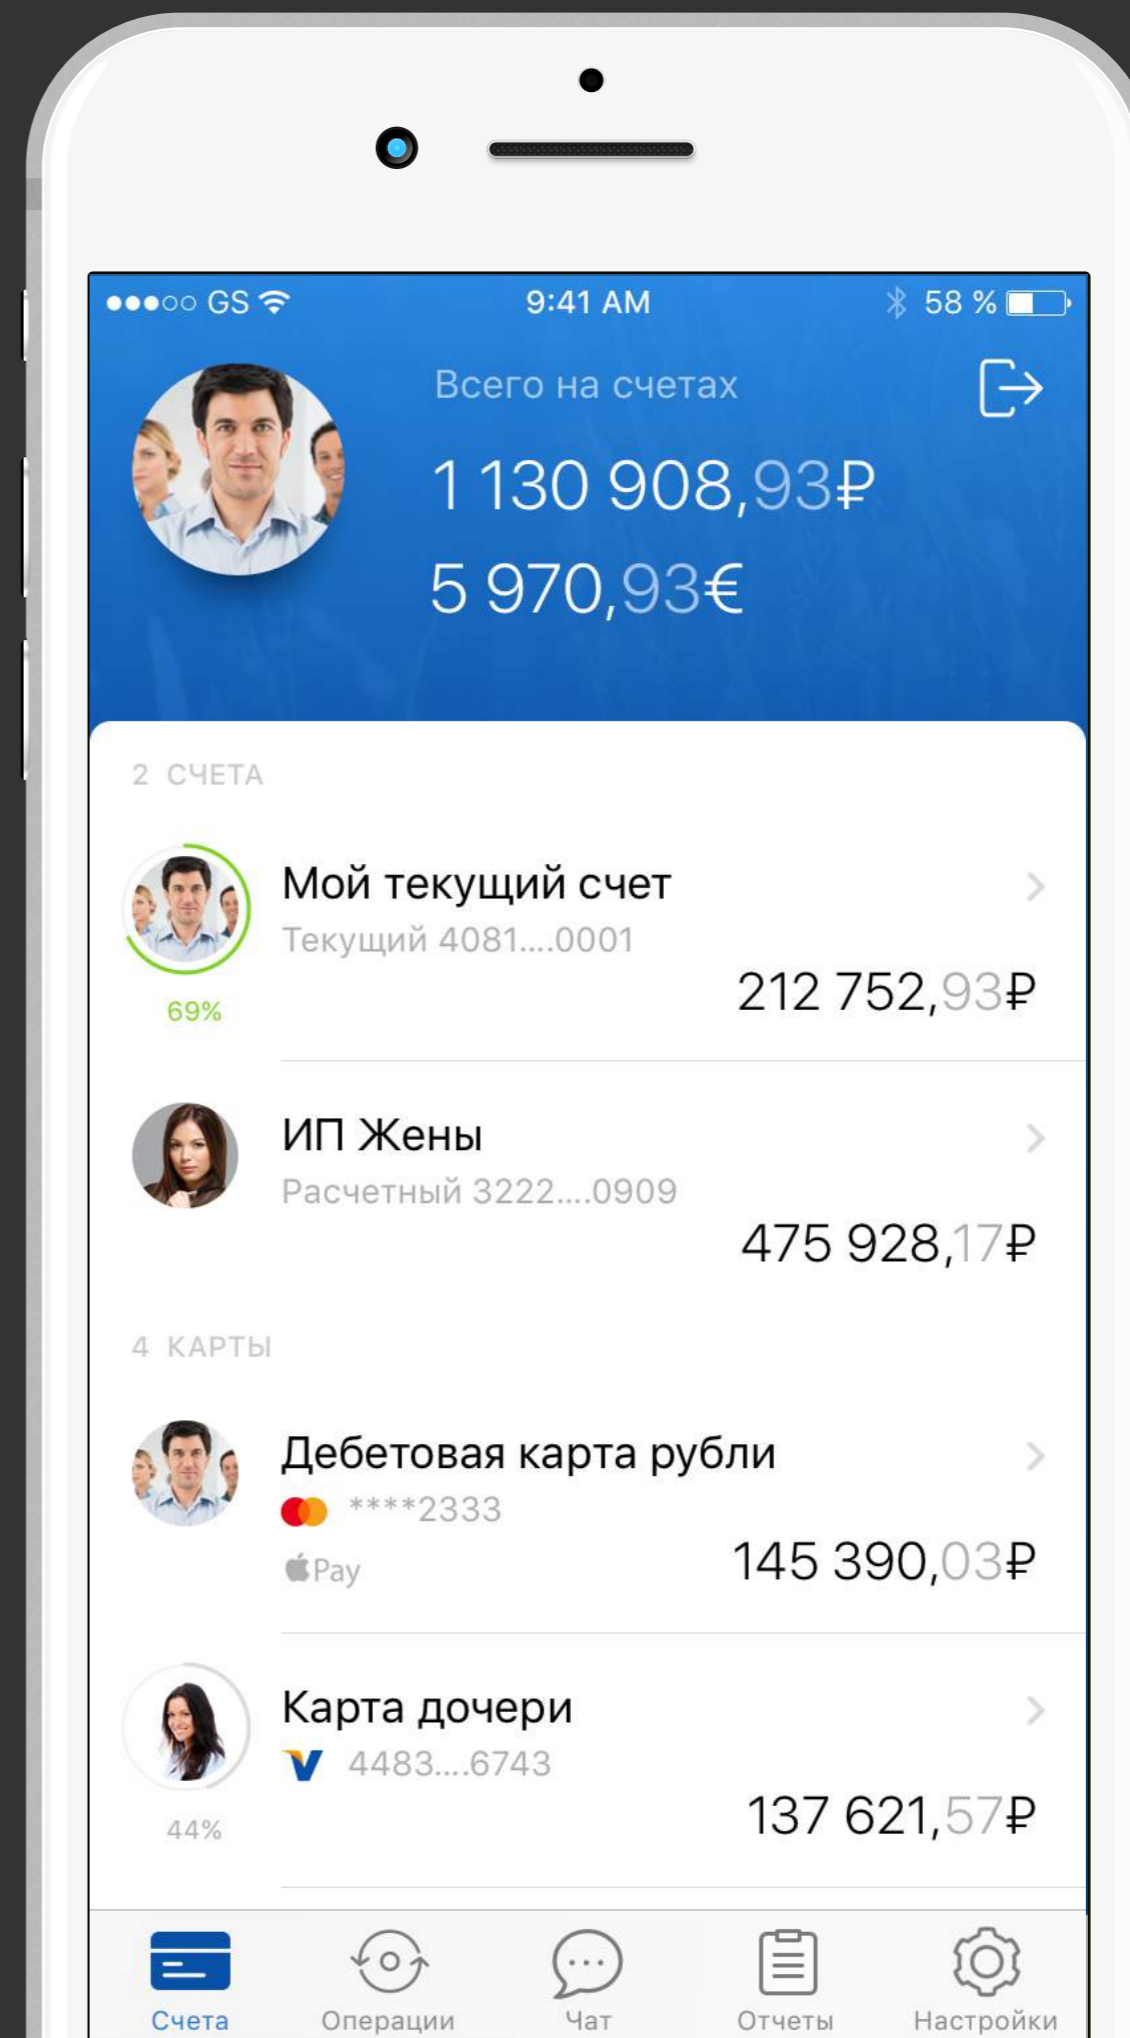 GS 9:41 AM 58 %
Всего на счетах
1 130 908,93₽
5 970,93€
2 СЧЕТА
Мой текущий счет
Текущий 4081....0001
212 752,93₽
69%
ИП Жены
Расчетный 3222....0909
475 928,17₽
4 КАРТЫ
Дебетовая карта рубли
****2333
Pay
145 390,03₽
Карта дочери
4483....6743
137 621,57₽
44%
Счета Операции Чат Отчеты Настройки